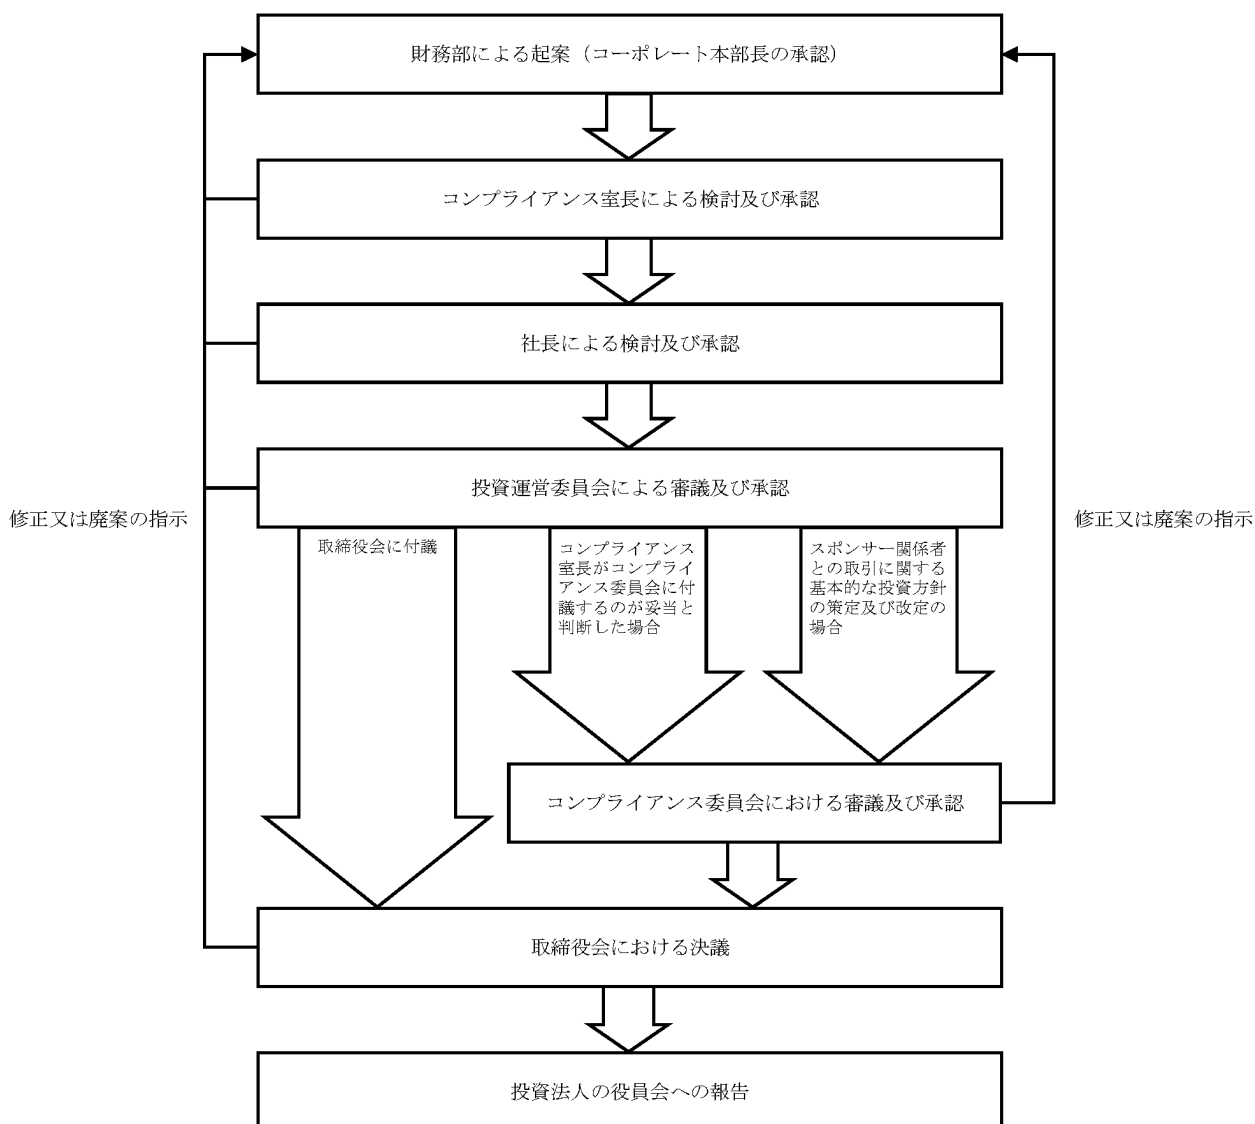 財務部による起案（コーポレート本部長の承認）
コンプライアンス室長による検討及び承認
社長による検討及び承認
投資運営委員会による審議及び承認
修正又は廃案の指示
修正又は廃案の指示
取締役会に付議
コンプライアンス
室長がコンプライ
アンス委員会に付
議するのが妥当と
判断した場合
スポンサー関係者
との取引に関する
基本的な投資方針
の策定及び改定の
場合
コンプライアンス委員会における審議及び承認
取締役会における決議
投資法人の役員会への報告